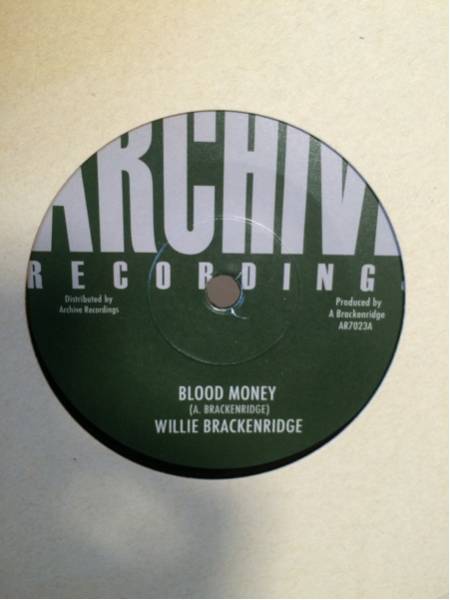 ARCHIV
RECORDING
Distributed by
Archive Recordings
Produced by
A Brackenridge
AR7023A
BLOOD MONEY
(A. BRACKENRIDGE)
WILLIE BRACKENRIDGE